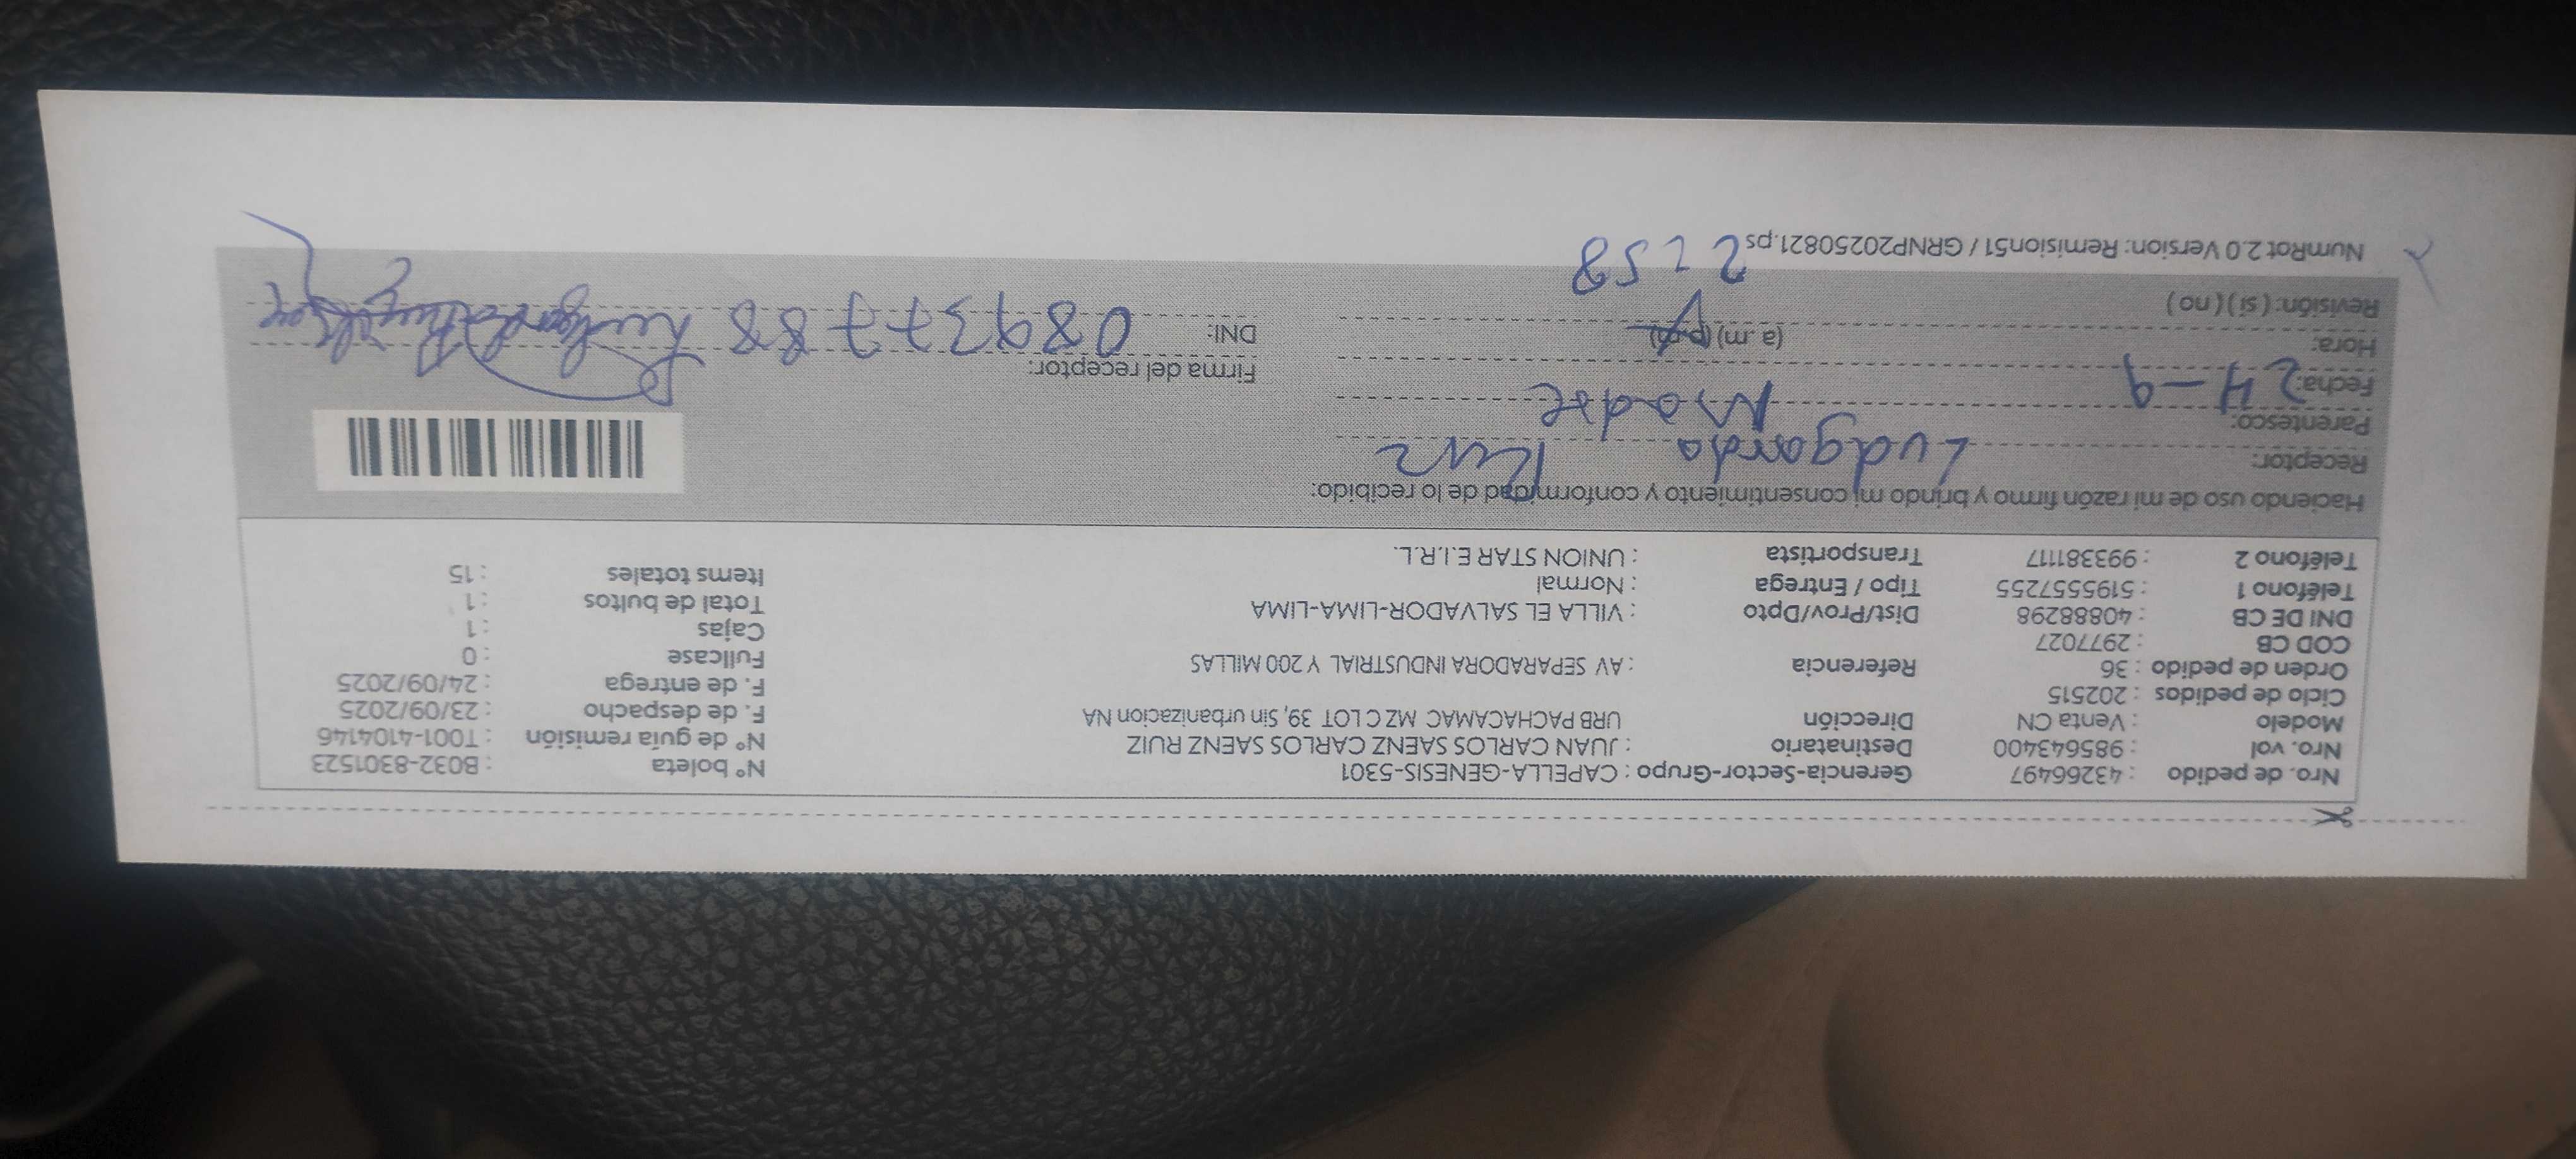 Nro. de pedido : 43266497 Gerencia-Sector-Grupo : CAPELLA-GENESIS-5301 N° boleta : B032-8301523
Nro. vol : 985643400 Destinatario : JUAN CARLOS SAENZ CARLOS SAENZ RUIZ N° de guía remisión : T001-4104146
Modelo : Venta CN Dirección URB PACHACAMAC MZ C LOT 39, Sin urbanizacion NA F. de despacho : 23/09/2025
Ciclo de pedidos : 202515 F. de entrega : 24/09/2025
Orden de pedido : 36 Referencia : AV SEPARADORA INDUSTRIAL Y 200 MILLAS Fullcase : 0
COD CB : 2977027 Cajas : 1
DNI DE CB : 40888298 Dist/Prov/Dpto : VILLA EL SALVADOR-LIMA-LIMA Total de bultos : 1
Teléfono 1 : 51955557255 Tipo / Entrega : Normal Items totales : 15
Teléfono 2 : 993381117 Transportista : UNION STAR E.I.R.L.
Haciendo uso de mi razón firmo y brindo mi consentimiento y conformidad de lo recibido:
Receptor: Ludgarda Ruiz
Parentesco: Madre
Fecha: 24-9 Firma del receptor:
Hora: (a .m) (p.m) DNI: 08937788
Revisión: ( si ) ( no ) 2258
NumRot 2.0 Version: Remision51 / GRNP20250821.ps